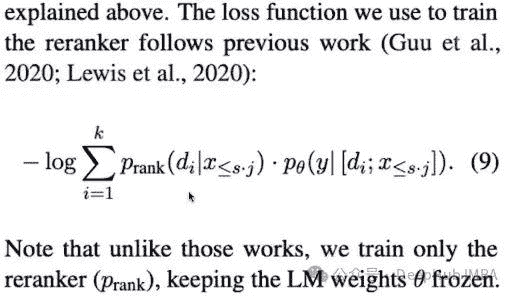 explained above. The loss function we use to train
the reranker follows previous work (Guu et al.,
2020; Lewis et al., 2020):
k
− log ∑ p_rank(d_i|x_{≤s·j}) · p_θ(y| [d_i; x_{≤s·j}]). (9)
i=1
Note that unlike those works, we train only the
reranker (p_rank), keeping the LM weights θ frozen.
公众号 · DeepHub IMBA